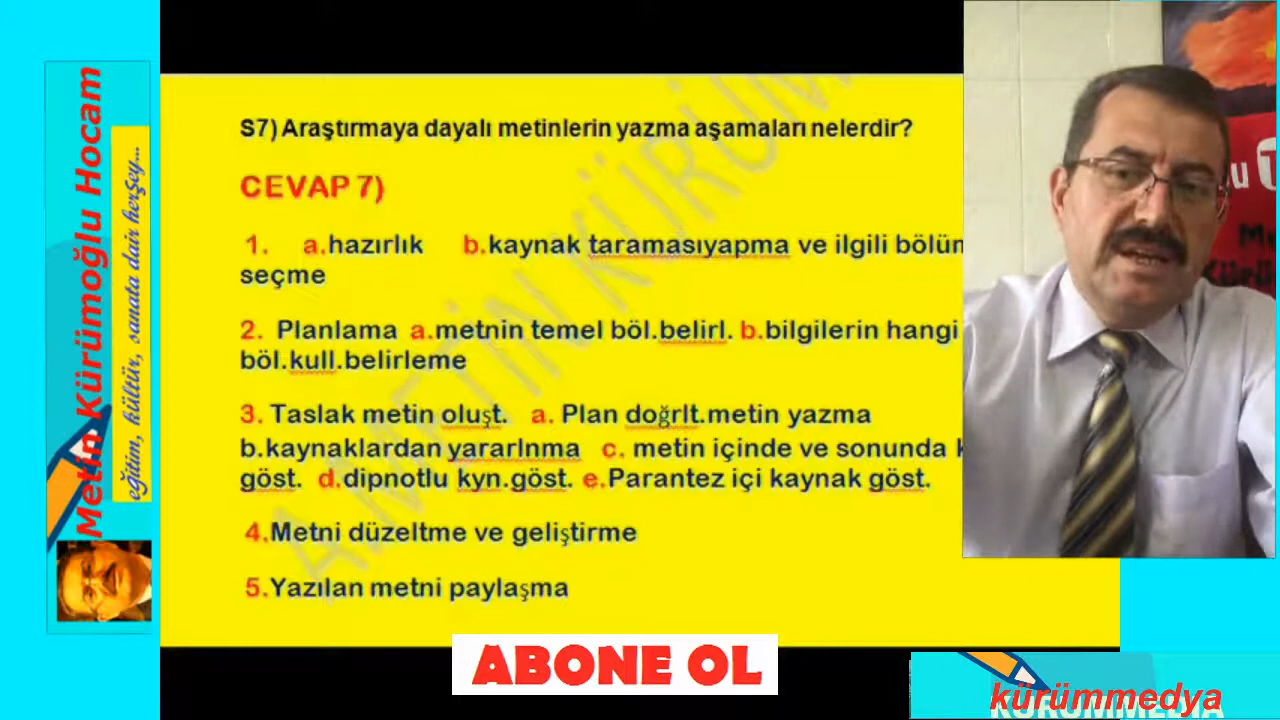 Metin Kürümoğlu Hocam
eğitim, kültür, sanata dair herşey...
S7) Araştırmaya dayalı metinlerin yazma aşamaları nelerdir?
CEVAP 7)
1. a.hazırlık b.kaynak taramasıyapma ve ilgili
seçme
2. Planlama a.metnin temel böl.belirl. b.bilgilerin hangi
böl.kull.belirleme
3. Taslak metin oluşt. a. Plan doğrlt.metin yazma
b.kaynaklardan yararlnma c. metin içinde ve sonunda
göst. d.dipnotlu kyn.göst. e.Parantez içi kaynak göst.
4.Metni düzeltme ve geliştirme
5.Yazılan metni paylaşma
ABONE OL
kürümmedya